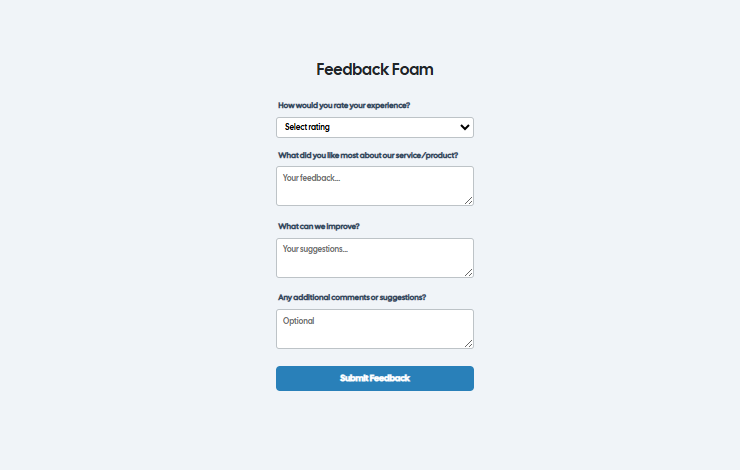 Feedback Foam
How would you rate your experience?
Select rating
What did you like most about our service/product?
Your feedback...
What can we improve?
Your suggestions...
Any additional comments or suggestions?
Optional
Submit Feedback